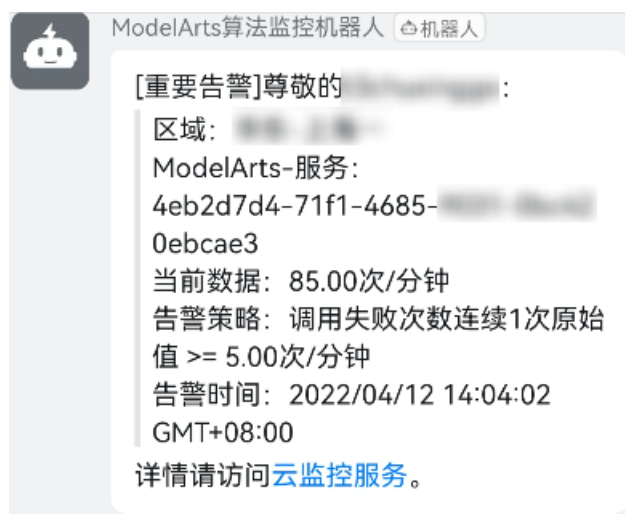 ModelArts算法监控机器人 机器人
[重要告警]尊敬的 :
区域:
ModelArts-服务:
4eb2d7d4-71f1-4685-
0ebcae3
当前数据：85.00次/分钟
告警策略：调用失败次数连续1次原始
值 >= 5.00次/分钟
告警时间：2022/04/12 14:04:02
GMT+08:00
详情请访问云监控服务。